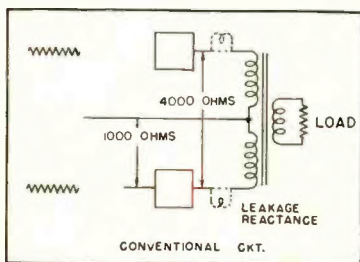 4000 OHMS
1000 OHMS
LOAD
LEAKAGE
REACTANCE
CONVENTIONAL CKT.